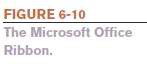 FIGURE 6-10
The Microsoft Office
Ribbon.